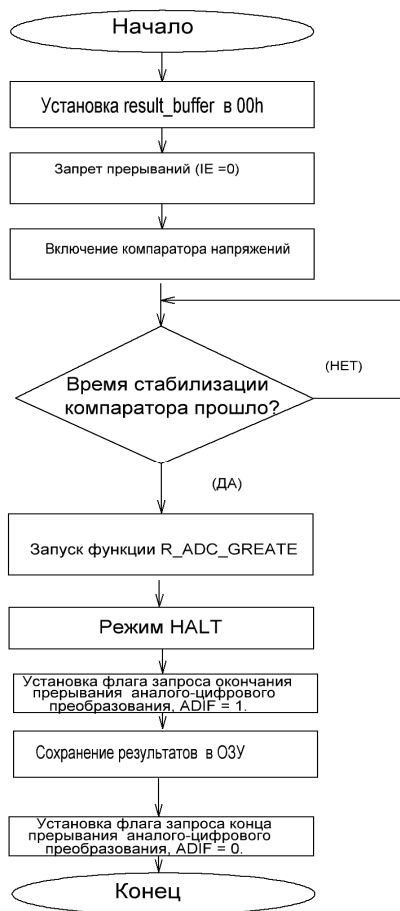 Начало
Установка result_buffer в 00h
Запрет прерываний (IE =0)
Включение компаратора напряжений
Время стабилизации
компаратора прошло?
(НЕТ)
(ДА)
Запуск функции R_ADC_GREATE
Режим HALT
Установка флага запроса окончания
прерывания аналого-цифрового
преобразования, ADIF = 1.
Сохранение результатов в ОЗУ
Установка флага запроса конца
прерывания аналого-цифрового
преобразования, ADIF = 0.
Конец